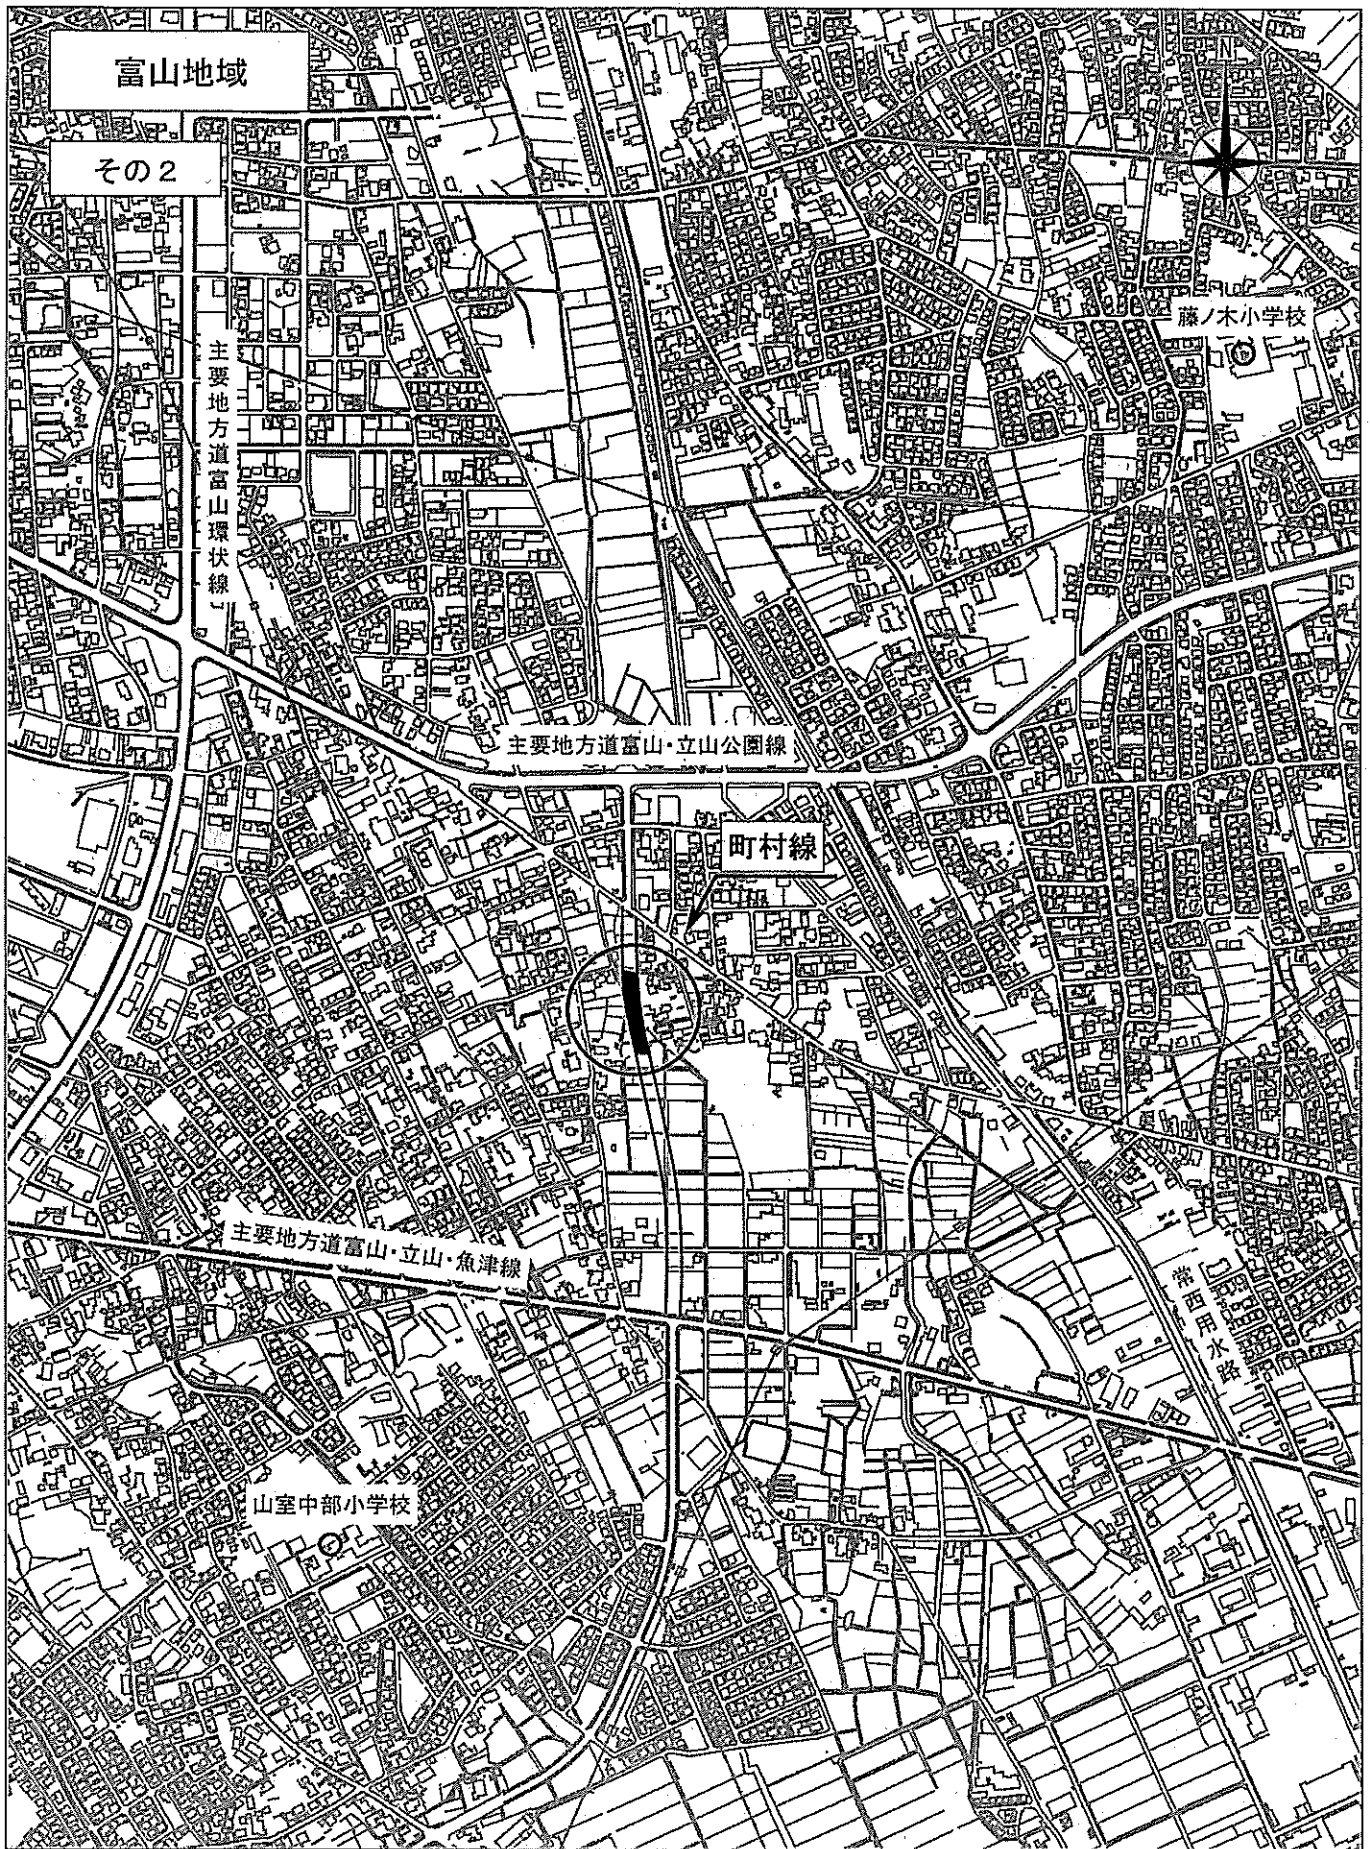 富山地域
その2
N
藤ノ木小学校
主要地方道富山環状線
主要地方道富山・立山公園線
町村線
主要地方道富山・立山・魚津線
常西用水路
山室中部小学校